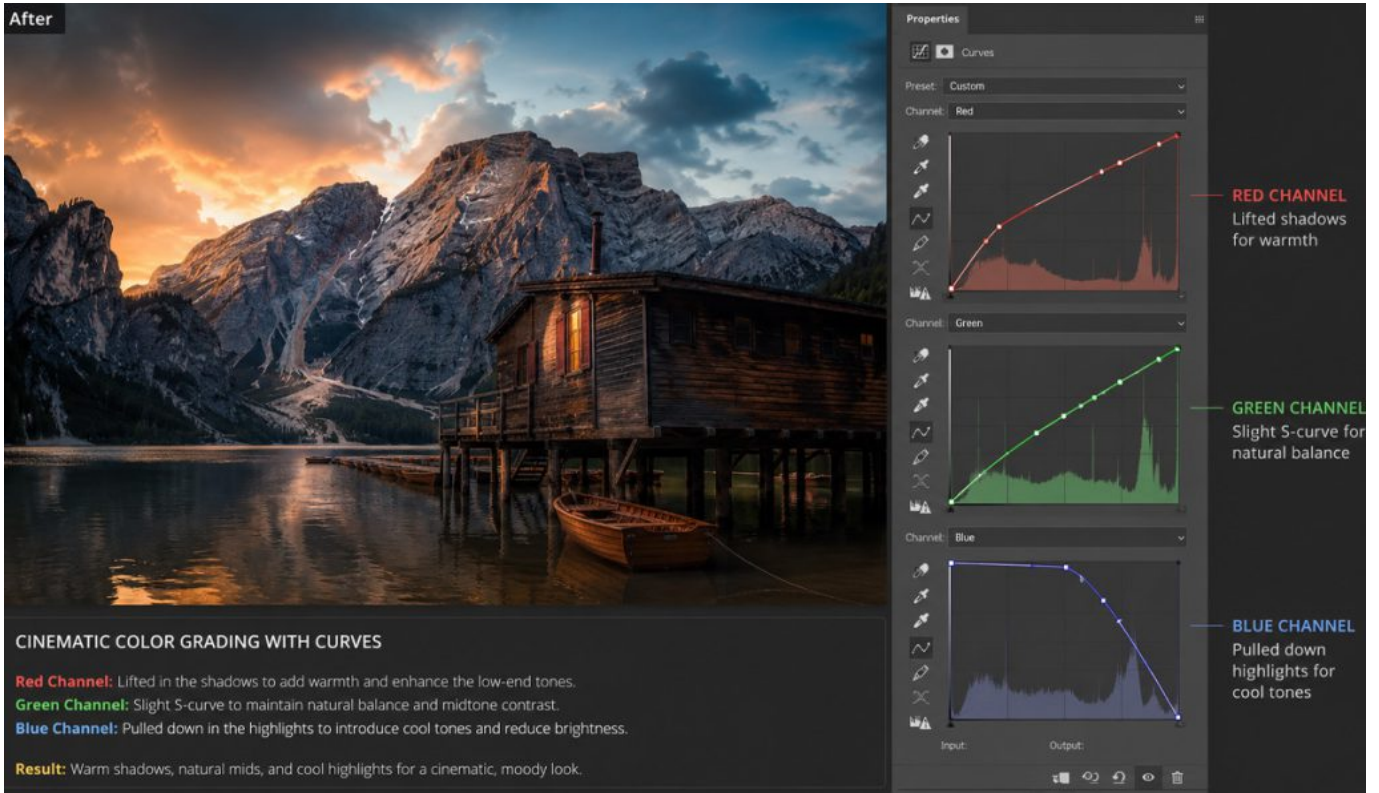 After
Properties
Curves
Preset: Custom
Channel: Red
RED CHANNEL
Lifted shadows
for warmth
Channel: Green
GREEN CHANNEL
Slight S-curve for
natural balance
Channel: Blue
BLUE CHANNEL
Pulled down
highlights for
cool tones
Input:
Output:
CINEMATIC COLOR GRADING WITH CURVES
Red Channel: Lifted in the shadows to add warmth and enhance the low-end tones.
Green Channel: Slight S-curve to maintain natural balance and midtone contrast.
Blue Channel: Pulled down in the highlights to introduce cool tones and reduce brightness.
Result: Warm shadows, natural mids, and cool highlights for a cinematic, moody look.